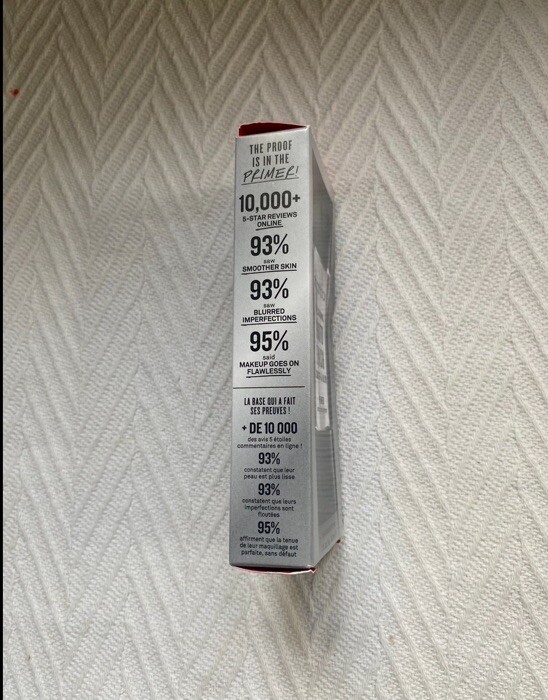 THE PROOF
IS IN THE
PRIMER!
10,000+
5-STAR REVIEWS
ONLINE
93%
saw
SMOOTHER SKIN
93%
saw
BLURRED
IMPERFECTIONS
95%
said
MAKEUP GOES ON
FLAWLESSLY
LA BASE QUI A FAIT
SES PREUVES !
+ DE 10 000
des avis 5 étoiles
commentaires en ligne !
93%
constatent que leur
peau est plus lisse
93%
constatent que leurs
imperfections sont
floutées
95%
affirment que la tenue
de leur maquillage est
parfaite, sans défaut